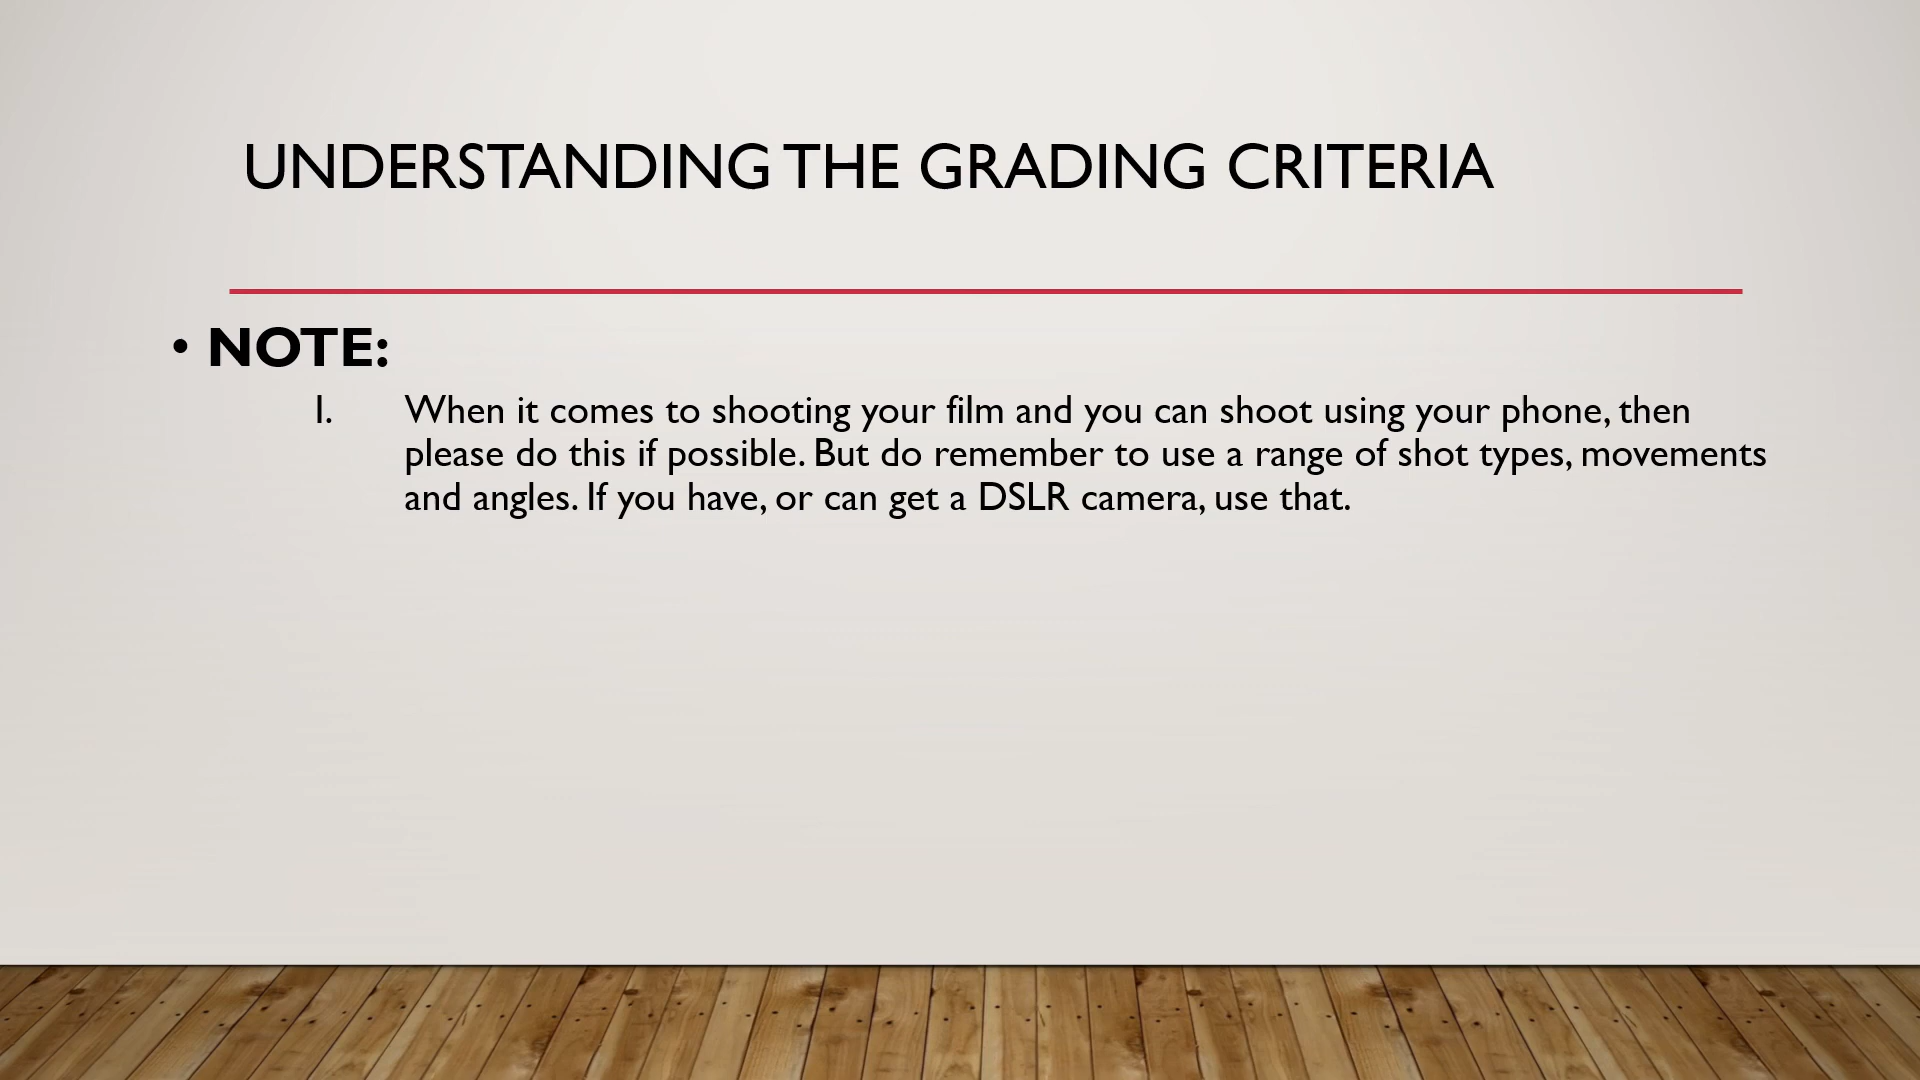 UNDERSTANDING THE GRADING CRITERIA
• NOTE:
I. When it comes to shooting your film and you can shoot using your phone, then
please do this if possible. But do remember to use a range of shot types, movements
and angles. If you have, or can get a DSLR camera, use that.